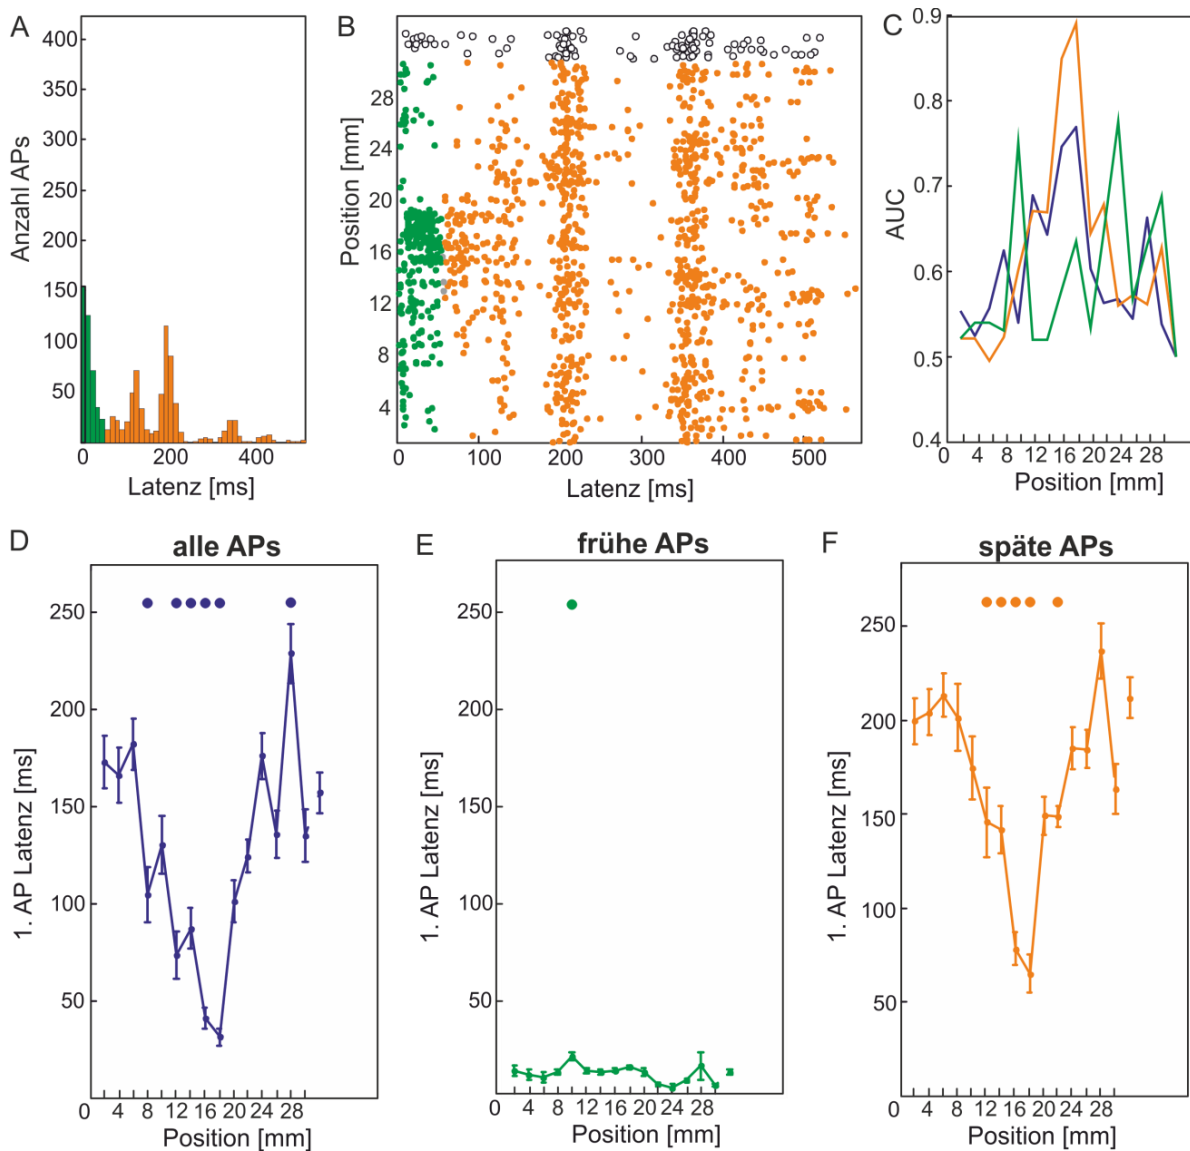 A
Anzahl APs
400
350
300
250
200
150
100
50
0 200 400
Latenz [ms]
B
Position [mm]
28
24
20
16
12
8
4
0 100 200 300 400 500
Latenz [ms]
C
AUC
0.9
0.8
0.7
0.6
0.5
0.4
0 4 8 12 16 20 24 28
Position [mm]
D
alle APs
1. AP Latenz [ms]
250
200
150
100
50
0 4 8 12 16 20 24 28
Position [mm]
E
frühe APs
1. AP Latenz [ms]
250
200
150
100
50
0 4 8 12 16 20 24 28
Position [mm]
F
späte APs
1. AP Latenz [ms]
250
200
150
100
50
0 4 8 12 16 20 24 28
Position [mm]